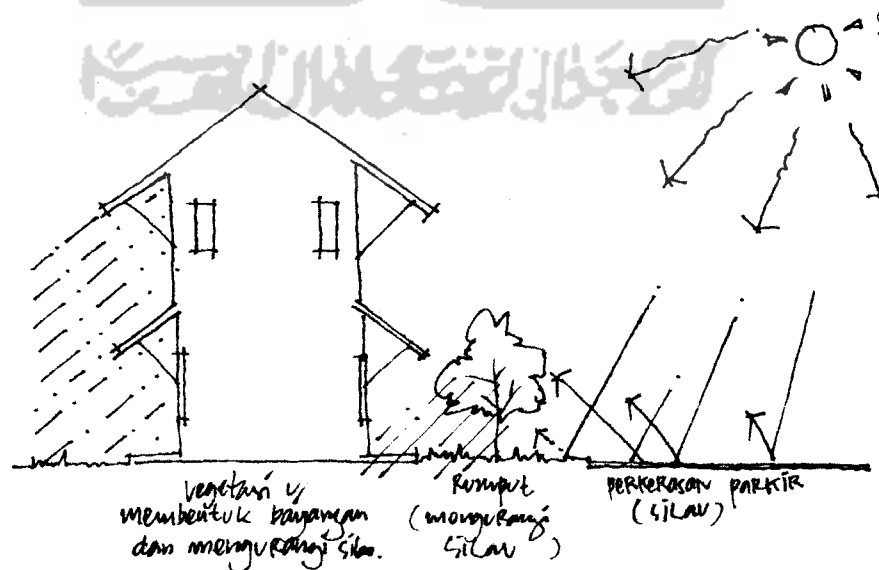 vegetasi u/
membentuk bayangan
dan mengurangi silau.
Rumput
(mengurangi
silau)
PERKERASAN PARKIR
(SILAU)